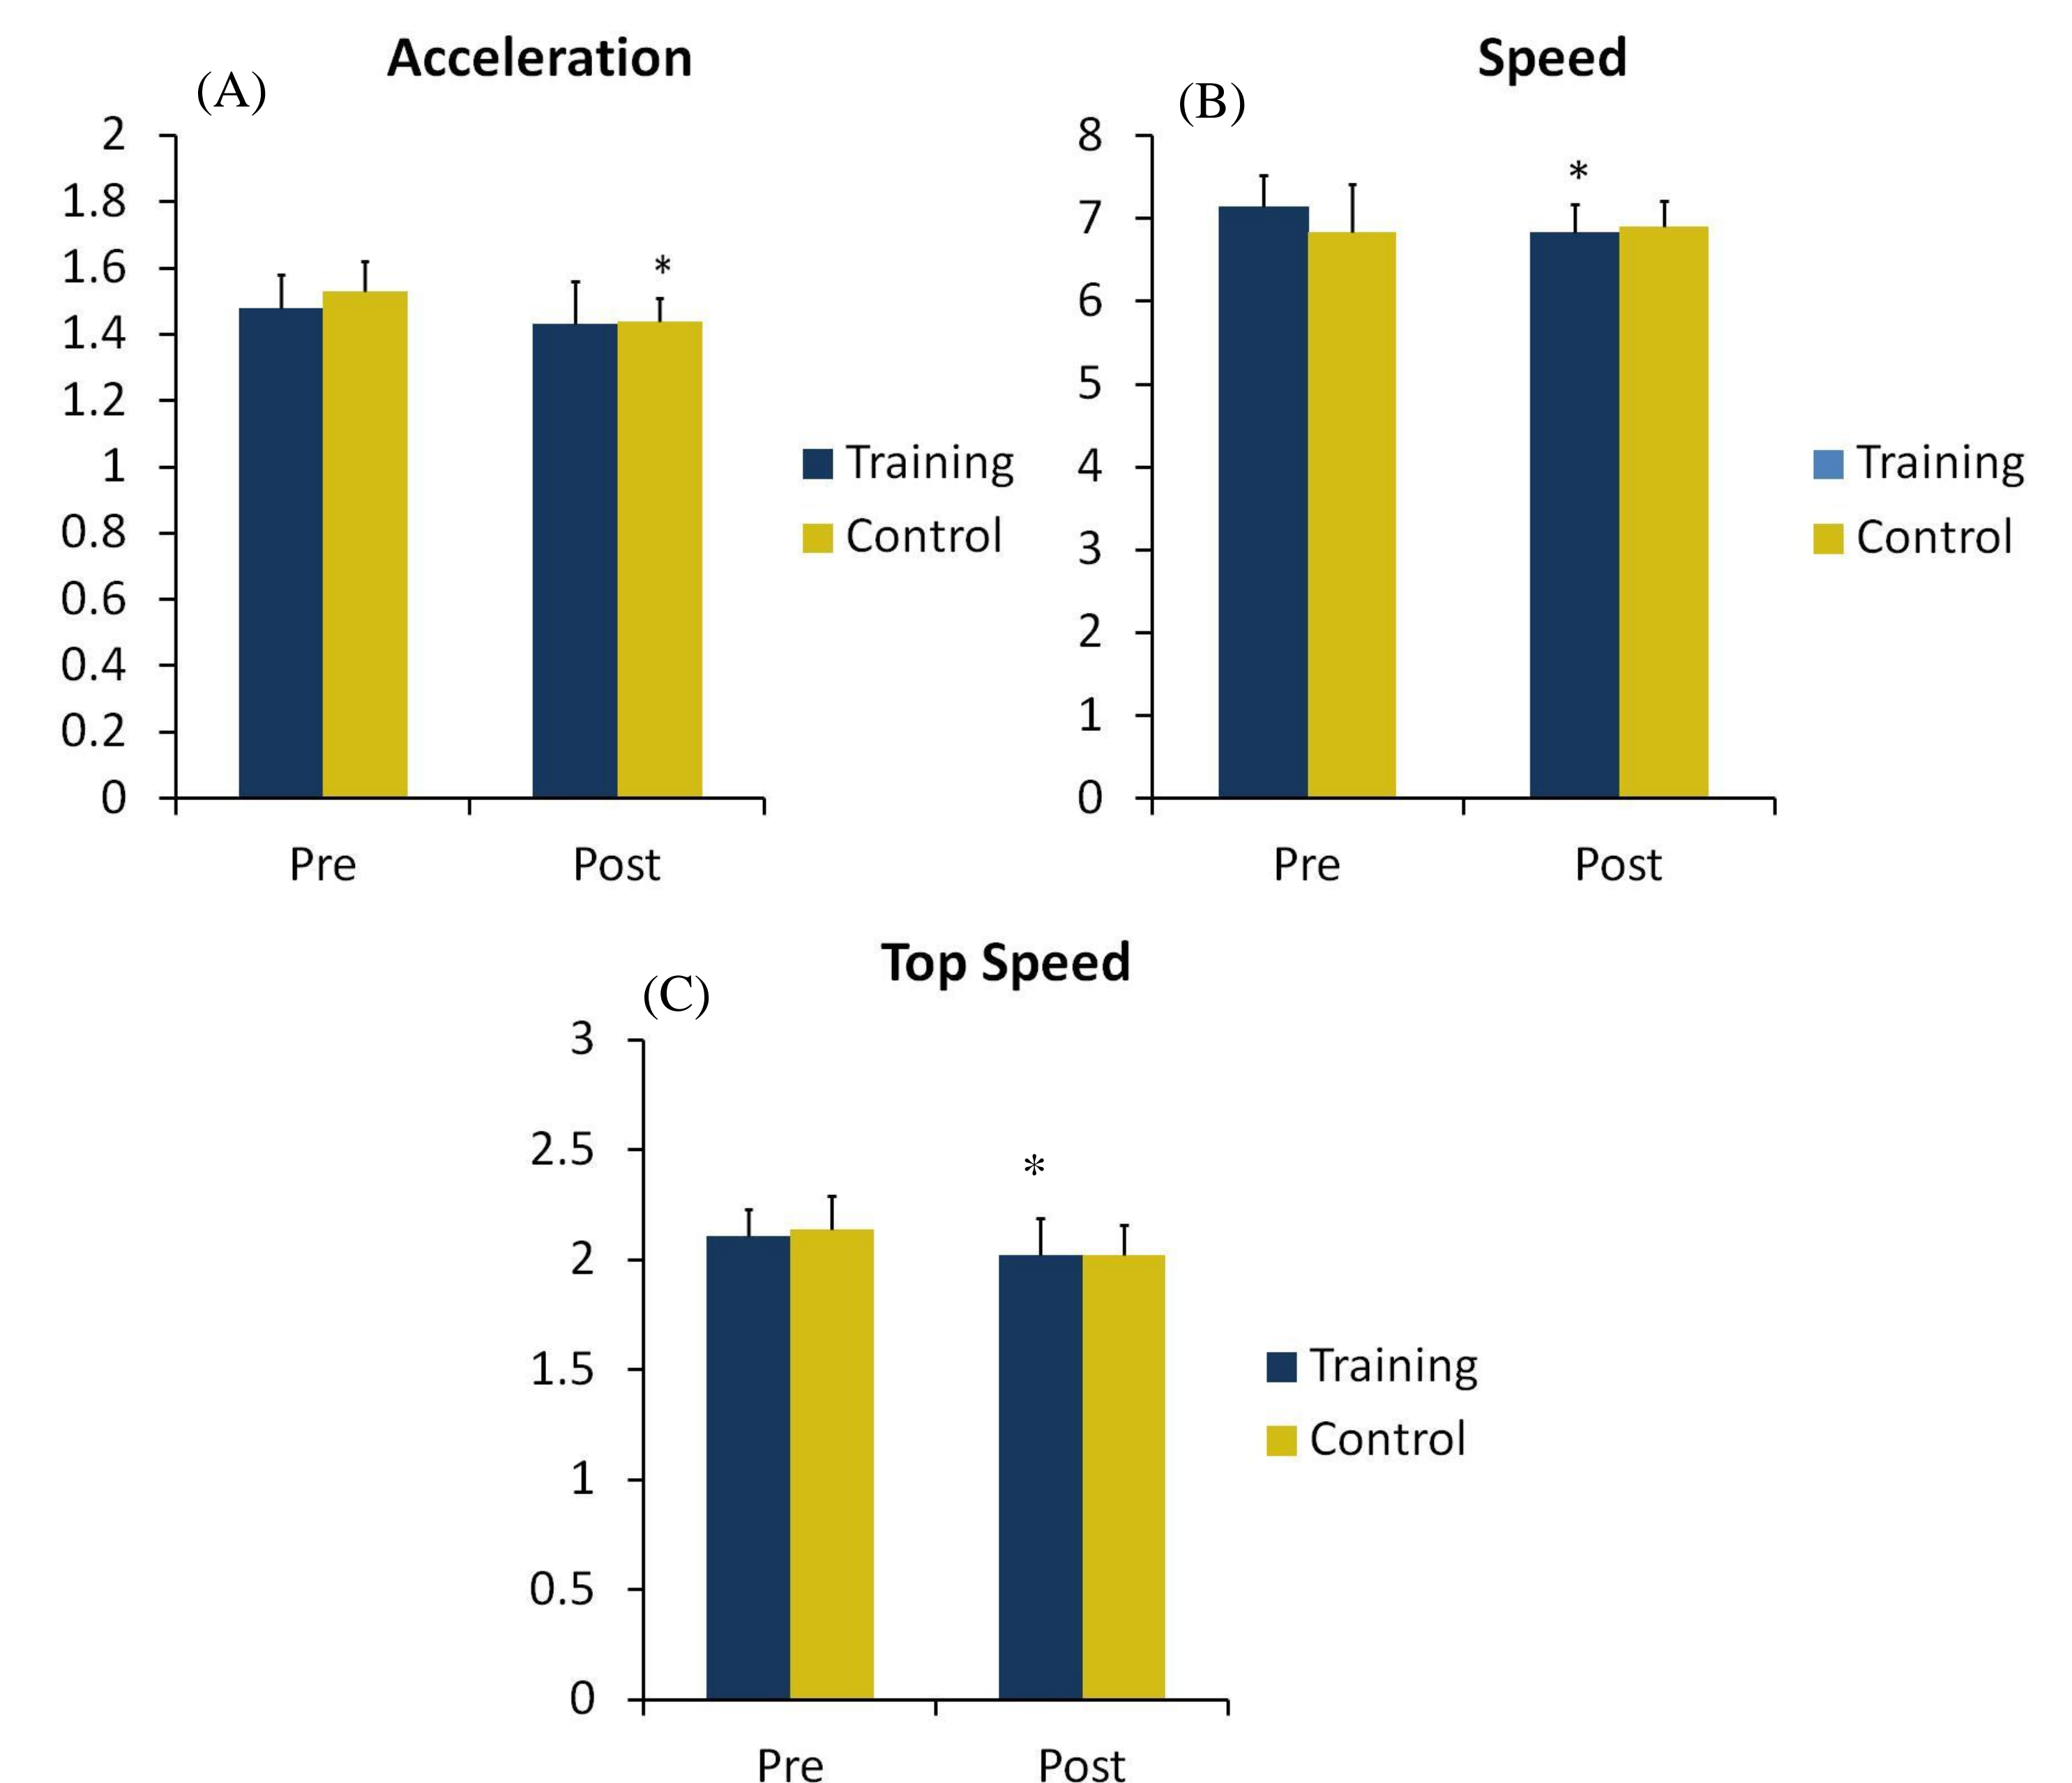 Acceleration
(A)
2
1.8
1.6
1.4
1.2
1
0.8
0.6
0.4
0.2
0
*
Pre Post
Training
Control
Speed
(B)
8
7
6
5
4
3
2
1
0
*
Pre Post
Training
Control
Top Speed
(C)
3
2.5
2
1.5
1
0.5
0
*
Pre Post
Training
Control